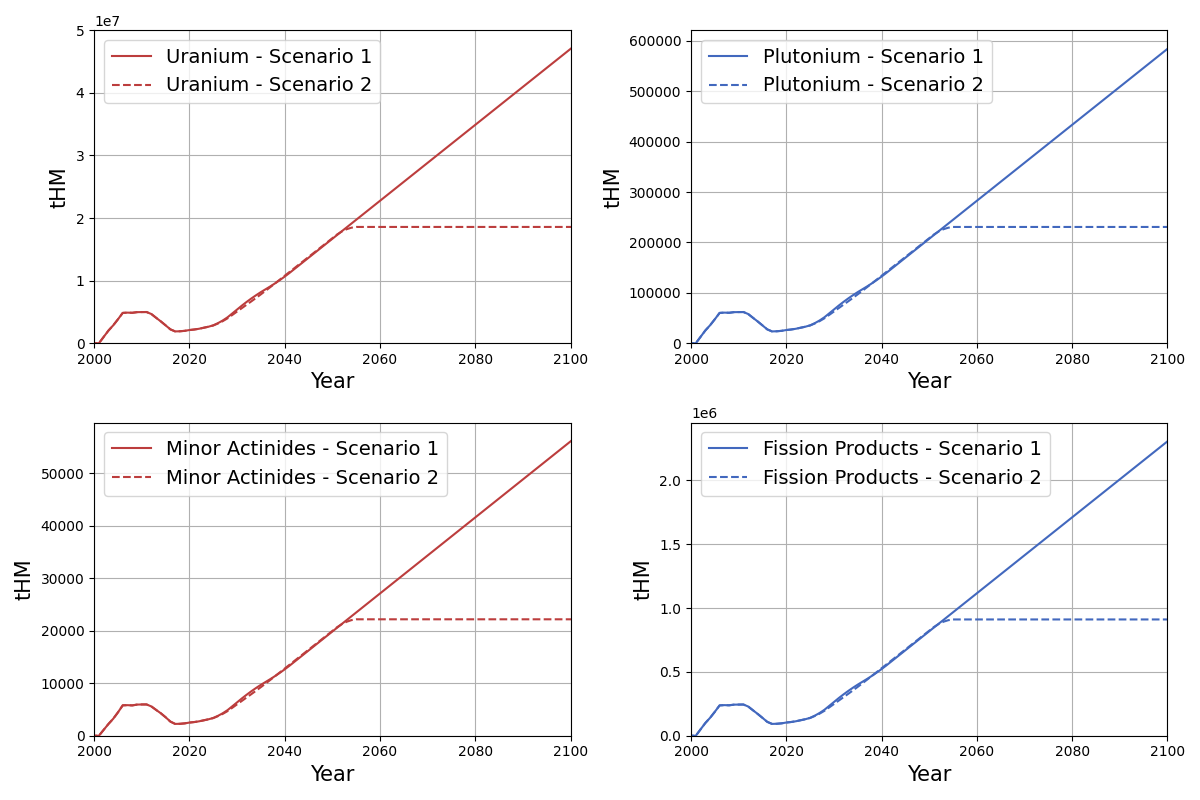 1e7
5
4
3
2
1
0
tHM
Uranium - Scenario 1
Uranium - Scenario 2
2000 2020 2040 2060 2080 2100
Year
600000
500000
400000
300000
200000
100000
0
tHM
Plutonium - Scenario 1
Plutonium - Scenario 2
2000 2020 2040 2060 2080 2100
Year
50000
40000
30000
20000
10000
0
tHM
Minor Actinides - Scenario 1
Minor Actinides - Scenario 2
2000 2020 2040 2060 2080 2100
Year
1e6
2.0
1.5
1.0
0.5
0.0
tHM
Fission Products - Scenario 1
Fission Products - Scenario 2
2000 2020 2040 2060 2080 2100
Year